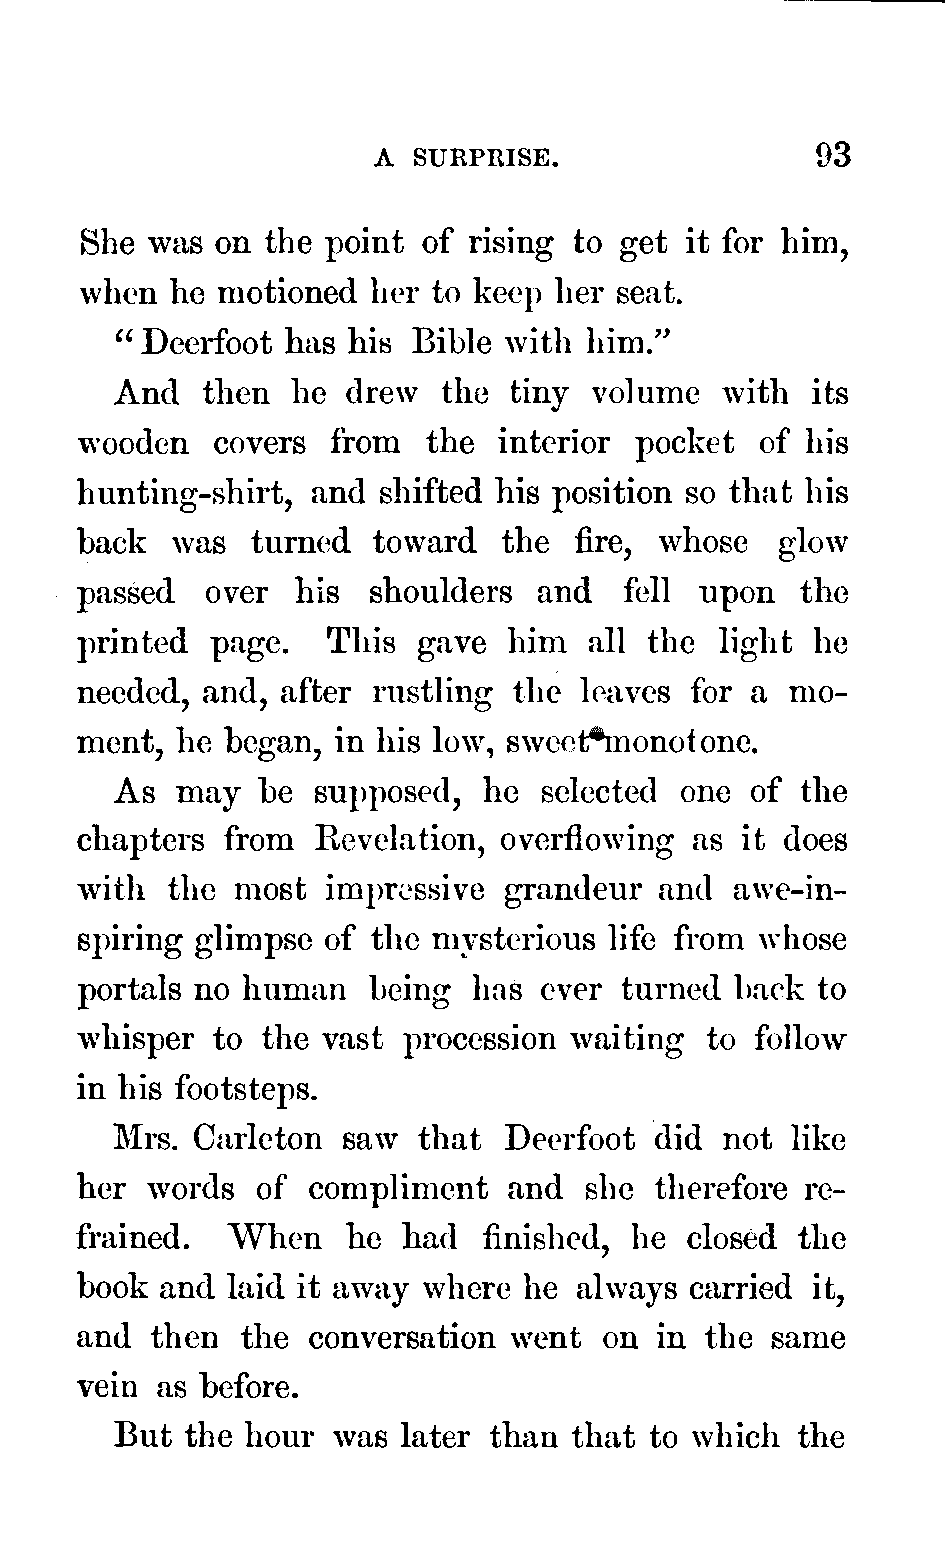 A SURPRISE. 93
She was on the point of rising to get it for him,
when he motioned her to keep her seat.
“Deerfoot has his Bible with him.”
And then he drew the tiny volume with its
wooden covers from the interior pocket of his
hunting-shirt, and shifted his position so that his
back was turned toward the fire, whose glow
passed over his shoulders and fell upon the
printed page. This gave him all the light he
needed, and, after rustling the leaves for a mo-
ment, he began, in his low, sweet monotone.
As may be supposed, he selected one of the
chapters from Revelation, overflowing as it does
with the most impressive grandeur and awe-in-
spiring glimpse of the mysterious life from whose
portals no human being has ever turned back to
whisper to the vast procession waiting to follow
in his footsteps.
Mrs. Carleton saw that Deerfoot did not like
her words of compliment and she therefore re-
frained. When he had finished, he closed the
book and laid it away where he always carried it,
and then the conversation went on in the same
vein as before.
But the hour was later than that to which the